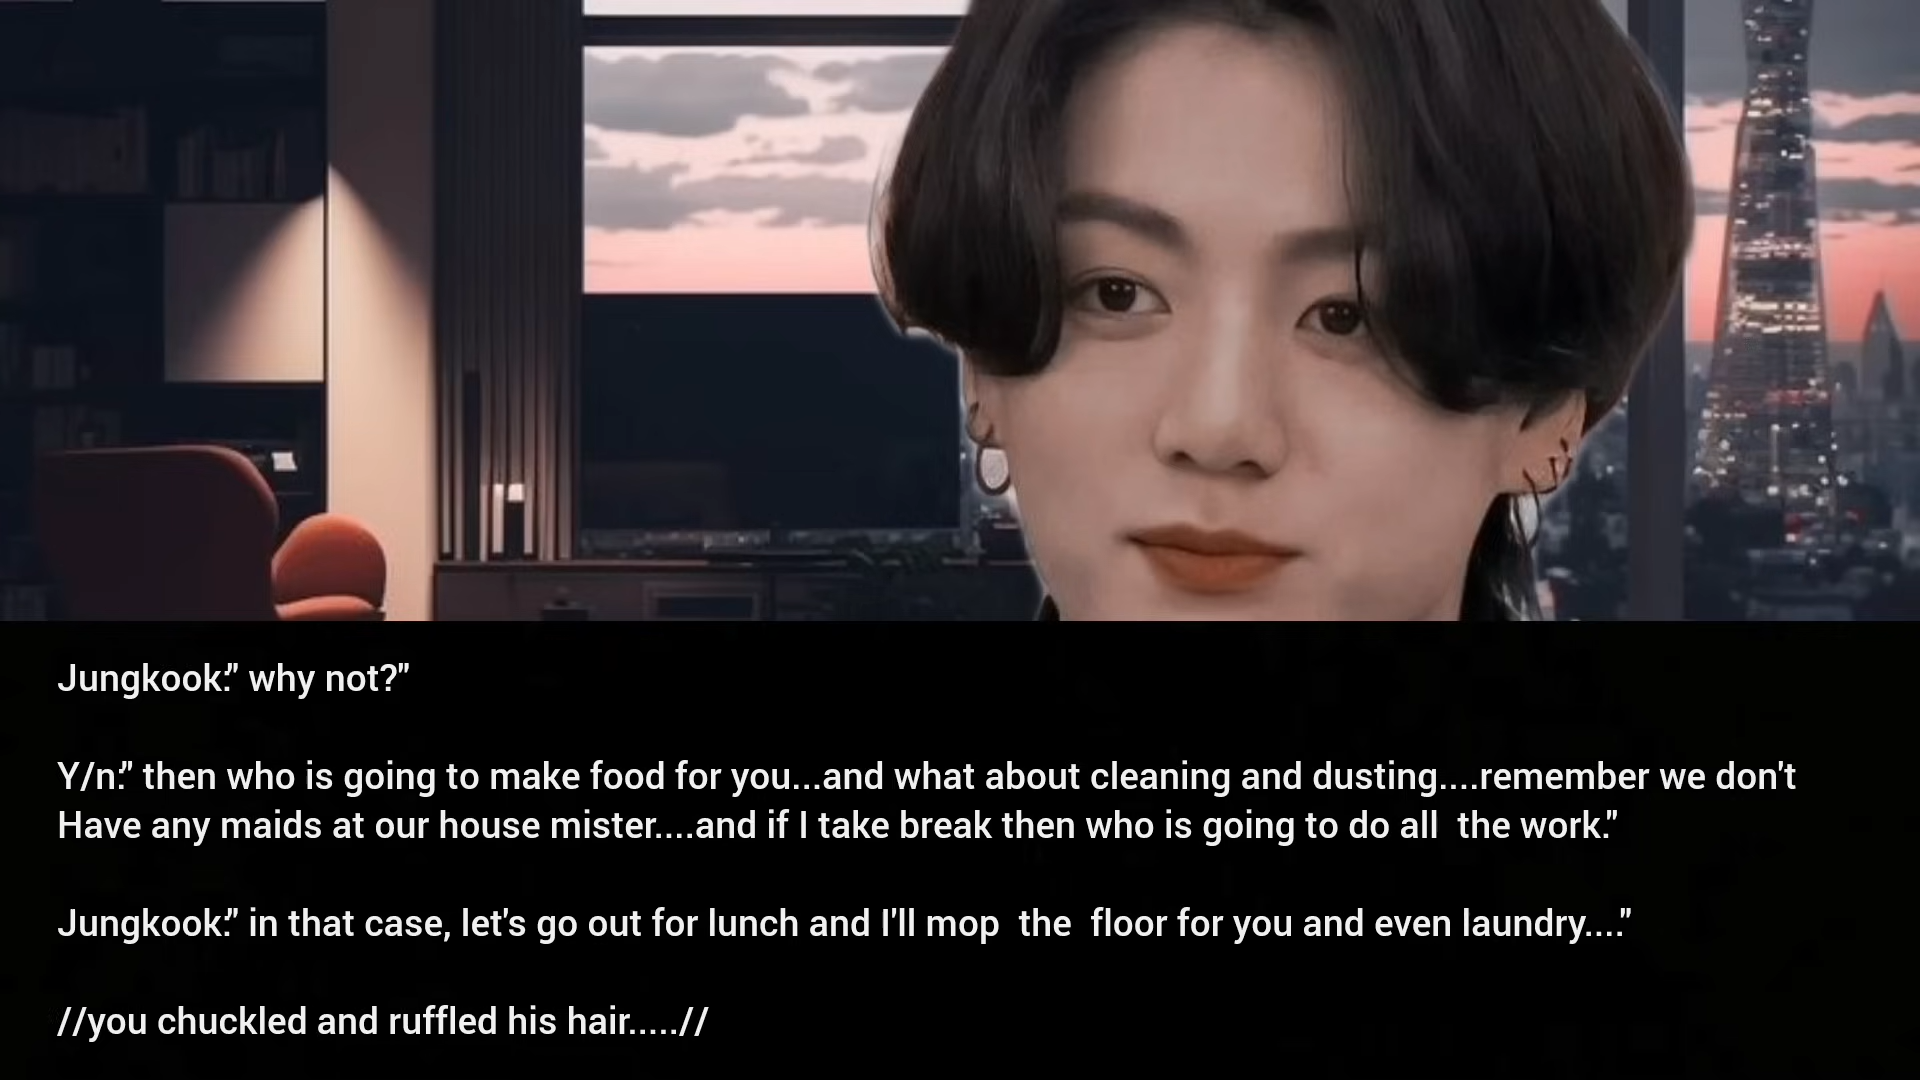 Jungkook:" why not?"
Y/n:" then who is going to make food for you...and what about cleaning and dusting....remember we don't
Have any maids at our house mister....and if I take break then who is going to do all  the work."
Jungkook:" in that case, let's go out for lunch and I'll mop  the  floor for you and even laundry...."
//you chuckled and ruffled his hair.....//